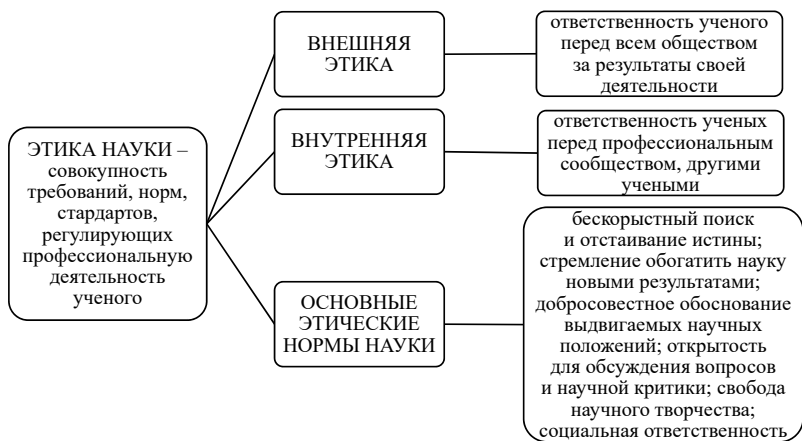 ЭТИКА НАУКИ –
совокупность
требований, норм,
стардартов,
регулирующих
профессиональную
деятельность
ученого
ВНЕШНЯЯ
ЭТИКА
ответственность ученого
перед всем обществом
за результаты своей
деятельности
ВНУТРЕННЯЯ
ЭТИКА
ответственность ученых
перед профессиональным
сообществом, другими
учеными
ОСНОВНЫЕ
ЭТИЧЕСКИЕ
НОРМЫ НАУКИ
бескорыстный поиск
и отстаивание истины;
стремление обогатить науку
новыми результатами;
добросовестное обоснование
выдвигаемых научных
положений; открытость
для обсуждения вопросов
и научной критики; свобода
научного творчества;
социальная ответственность